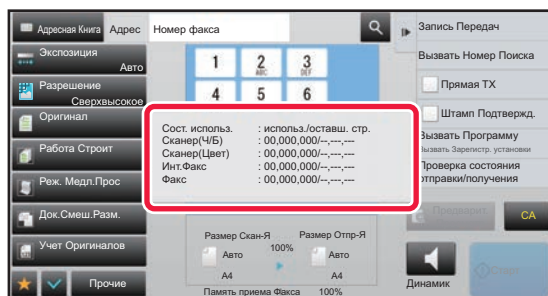 Адресная Книга
Адрес
Номер факса
Экспозиция
Авто
Разрешение
Сверхвысокое
Оригинал
Работа Строит
Реж. Медл.Прос
Док.Смеш.Разм.
Учет Оригиналов
Прочие
1
2
ABC
3
DEF
4
5
6
Сост. использ. : использ./оставш. стр.
Сканер(Ч/Б) : 00,000,000/--,---,---
Сканер(Цвет) : 00,000,000/--,---,---
Инт.Факс : 00,000,000/--,---,---
Факс : 00,000,000/--,---,---
Размер Скан-Я
Размер Отпр-Я
100%
Авто
Авто
A4
A4
Память приема Факса 100%
Запись Передач
Вызвать Номер Поиска
Прямая TX
Штамп Подтвержд.
Вызвать Программу
Вызвать Зарегистр. установки
Проверка состояния
отправки/получения
Предварит.
CA
Динамик
Старт